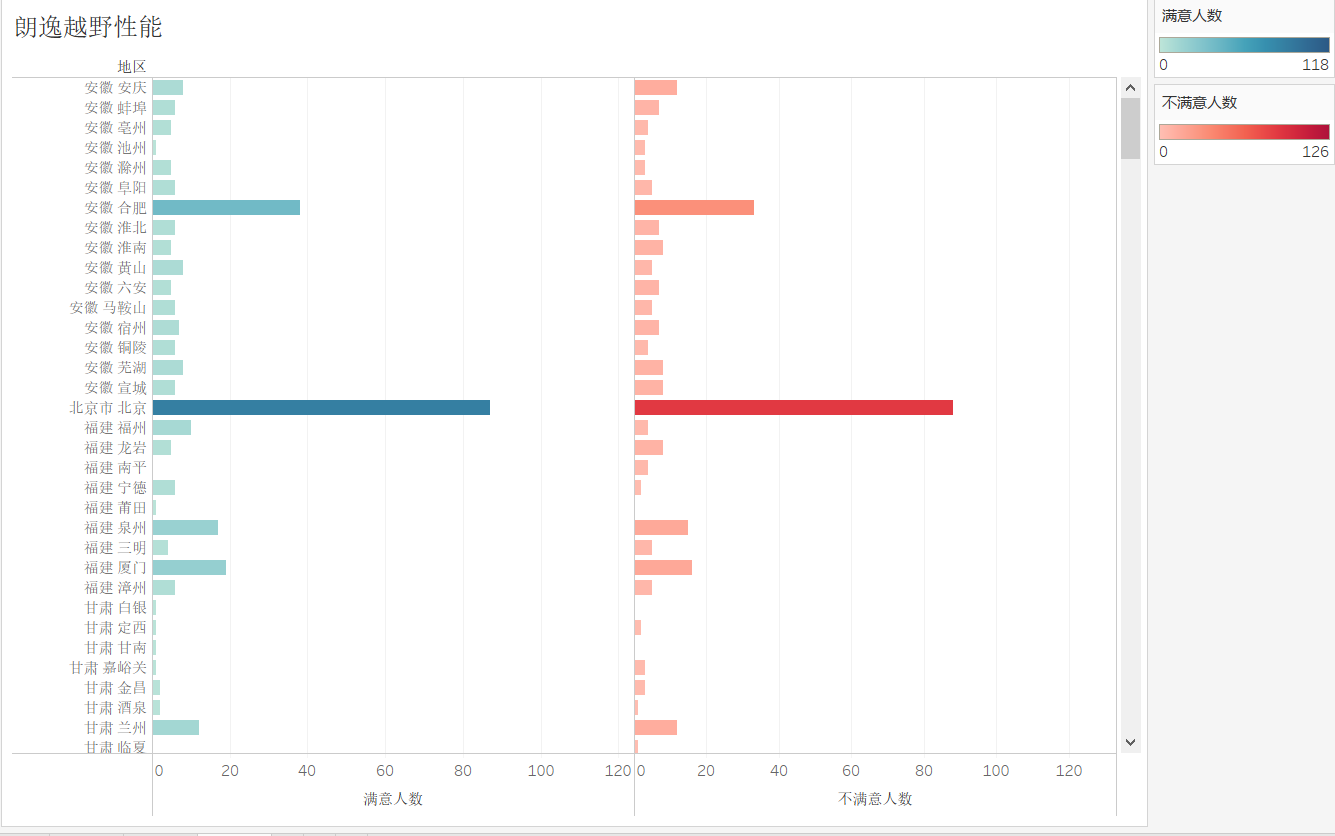 朗逸越野性能
满意人数
0 118
不满意人数
0 126
地区
安徽 安庆
安徽 蚌埠
安徽 亳州
安徽 池州
安徽 滁州
安徽 阜阳
安徽 合肥
安徽 淮北
安徽 淮南
安徽 黄山
安徽 六安
安徽 马鞍山
安徽 宿州
安徽 铜陵
安徽 芜湖
安徽 宣城
北京市 北京
福建 福州
福建 龙岩
福建 南平
福建 宁德
福建 莆田
福建 泉州
福建 三明
福建 厦门
福建 漳州
甘肃 白银
甘肃 定西
甘肃 甘南
甘肃 嘉峪关
甘肃 金昌
甘肃 酒泉
甘肃 兰州
甘肃 临夏
0 20 40 60 80 100 120 0 20 40 60 80 100 120
满意人数 不满意人数